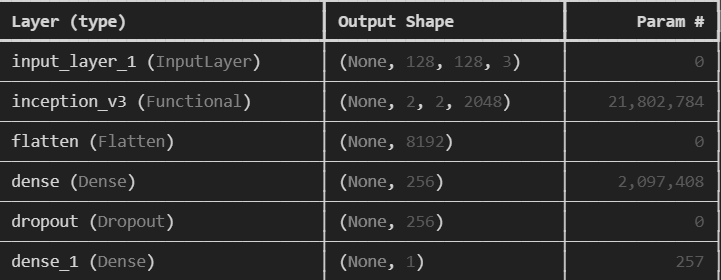 Layer (type) Output Shape Param #
input_layer_1 (InputLayer) (None, 128, 128, 3) 0
inception_v3 (Functional) (None, 2, 2, 2048) 21,802,784
flatten (Flatten) (None, 8192) 0
dense (Dense) (None, 256) 2,097,408
dropout (Dropout) (None, 256) 0
dense_1 (Dense) (None, 1) 257